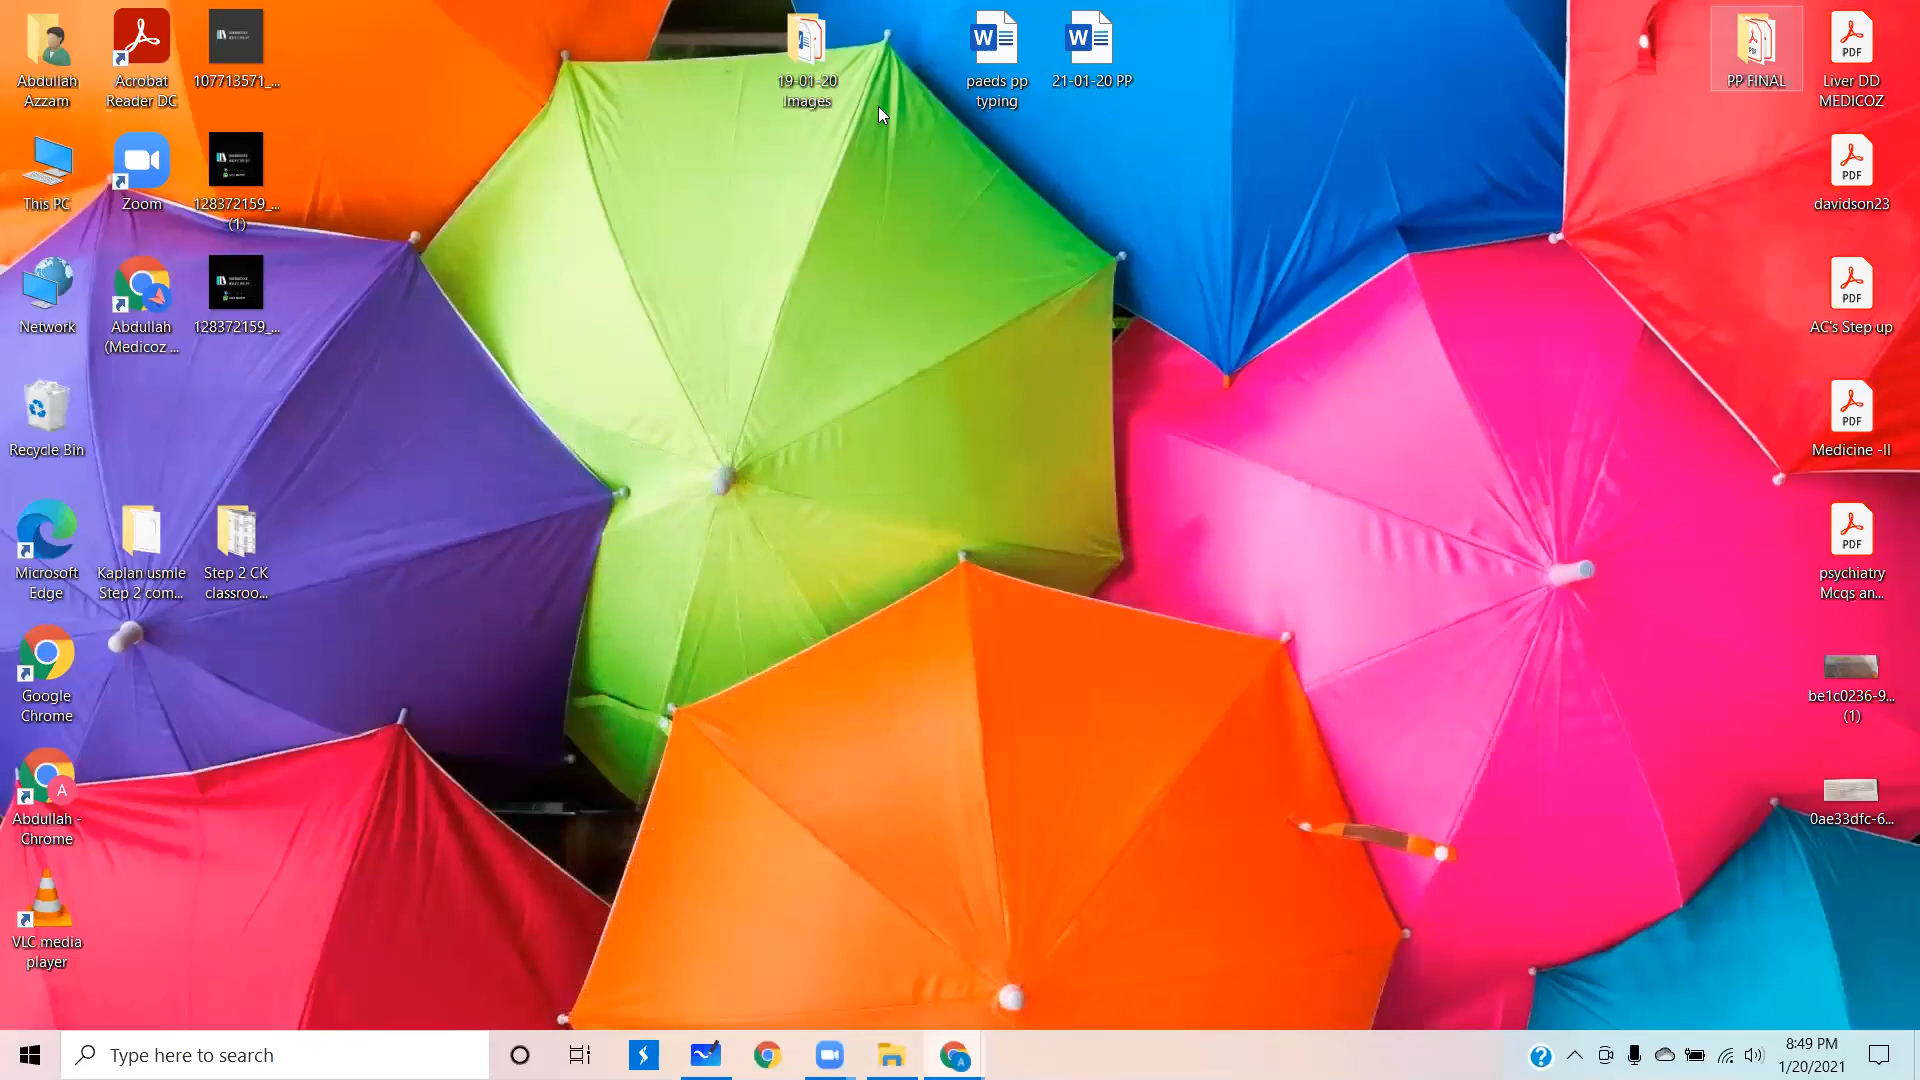 Abdullah
Azzam
Acrobat
Reader DC
107713571_...
19-01-20
Images
W
paeds pp
typing
W
21-01-20 PP
PP FINAL
PDF
Liver DD
MEDICOZ
This PC
Zoom
128372159_...
(1)
PDF
davidson23
Network
Abdullah
(Medicoz ...
128372159_...
PDF
AC's Step up
Recycle Bin
PDF
Medicine -II
Microsoft
Edge
Kaplan usmle
Step 2 com...
Step 2 CK
classroo...
PDF
psychiatry
Mcqs an...
Google
Chrome
be1c0236-9...
(1)
A
Abdullah -
Chrome
0ae33dfc-6...
VLC media
player
Type here to search
A
8:49 PM
1/20/2021